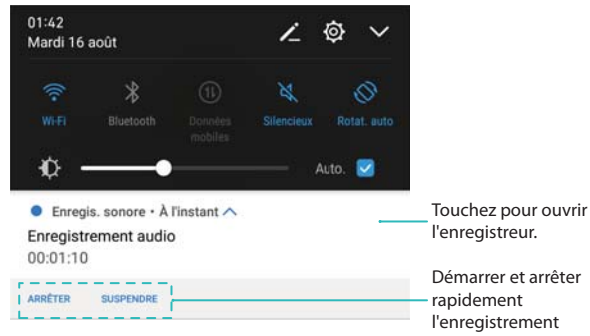 01:42
Mardi 16 août
Wi-Fi
Bluetooth
Données
mobiles
Silencieux
Rotat. auto
Auto.
Enregis. sonore • À l'instant
Enregistrement audio
00:01:10
ARRÊTER
SUSPENDRE
Touchez pour ouvrir
l'enregistreur.
Démarrer et arrêter
rapidement
l'enregistrement